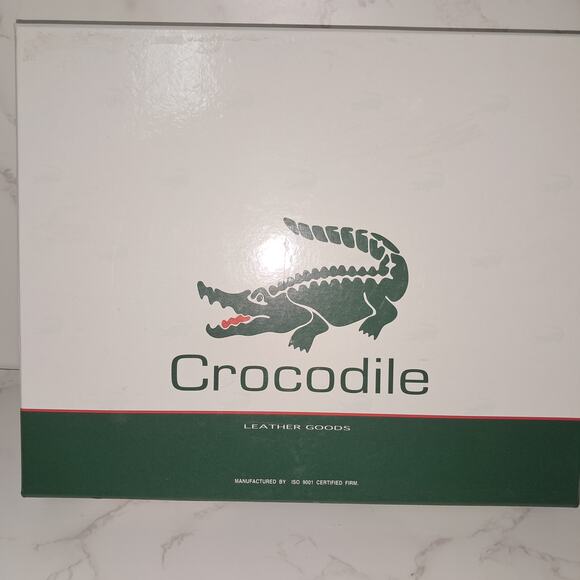 Crocodile
LEATHER GOODS
MANUFACTURED BY ISO 9001 CERTIFIED FIRM.